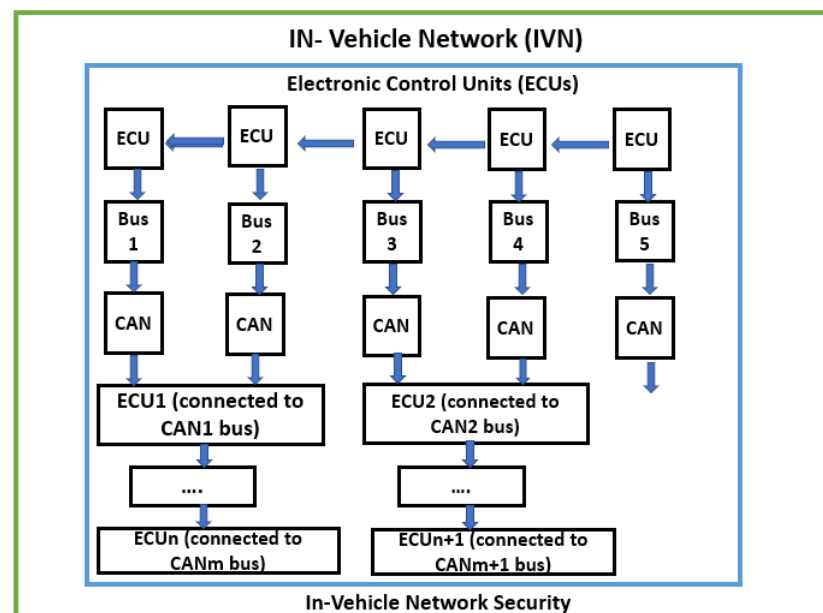 IN- Vehicle Network (IVN)
Electronic Control Units (ECUs)
ECU
ECU
ECU
ECU
ECU
Bus
1
Bus
2
Bus
3
Bus
4
Bus
5
CAN
CAN
CAN
CAN
CAN
ECU1 (connected to
CAN1 bus)
ECU2 (connected to
CAN2 bus)
....
....
ECUn (connected to
CANm bus)
ECUn+1 (connected to
CANm+1 bus)
In-Vehicle Network Security